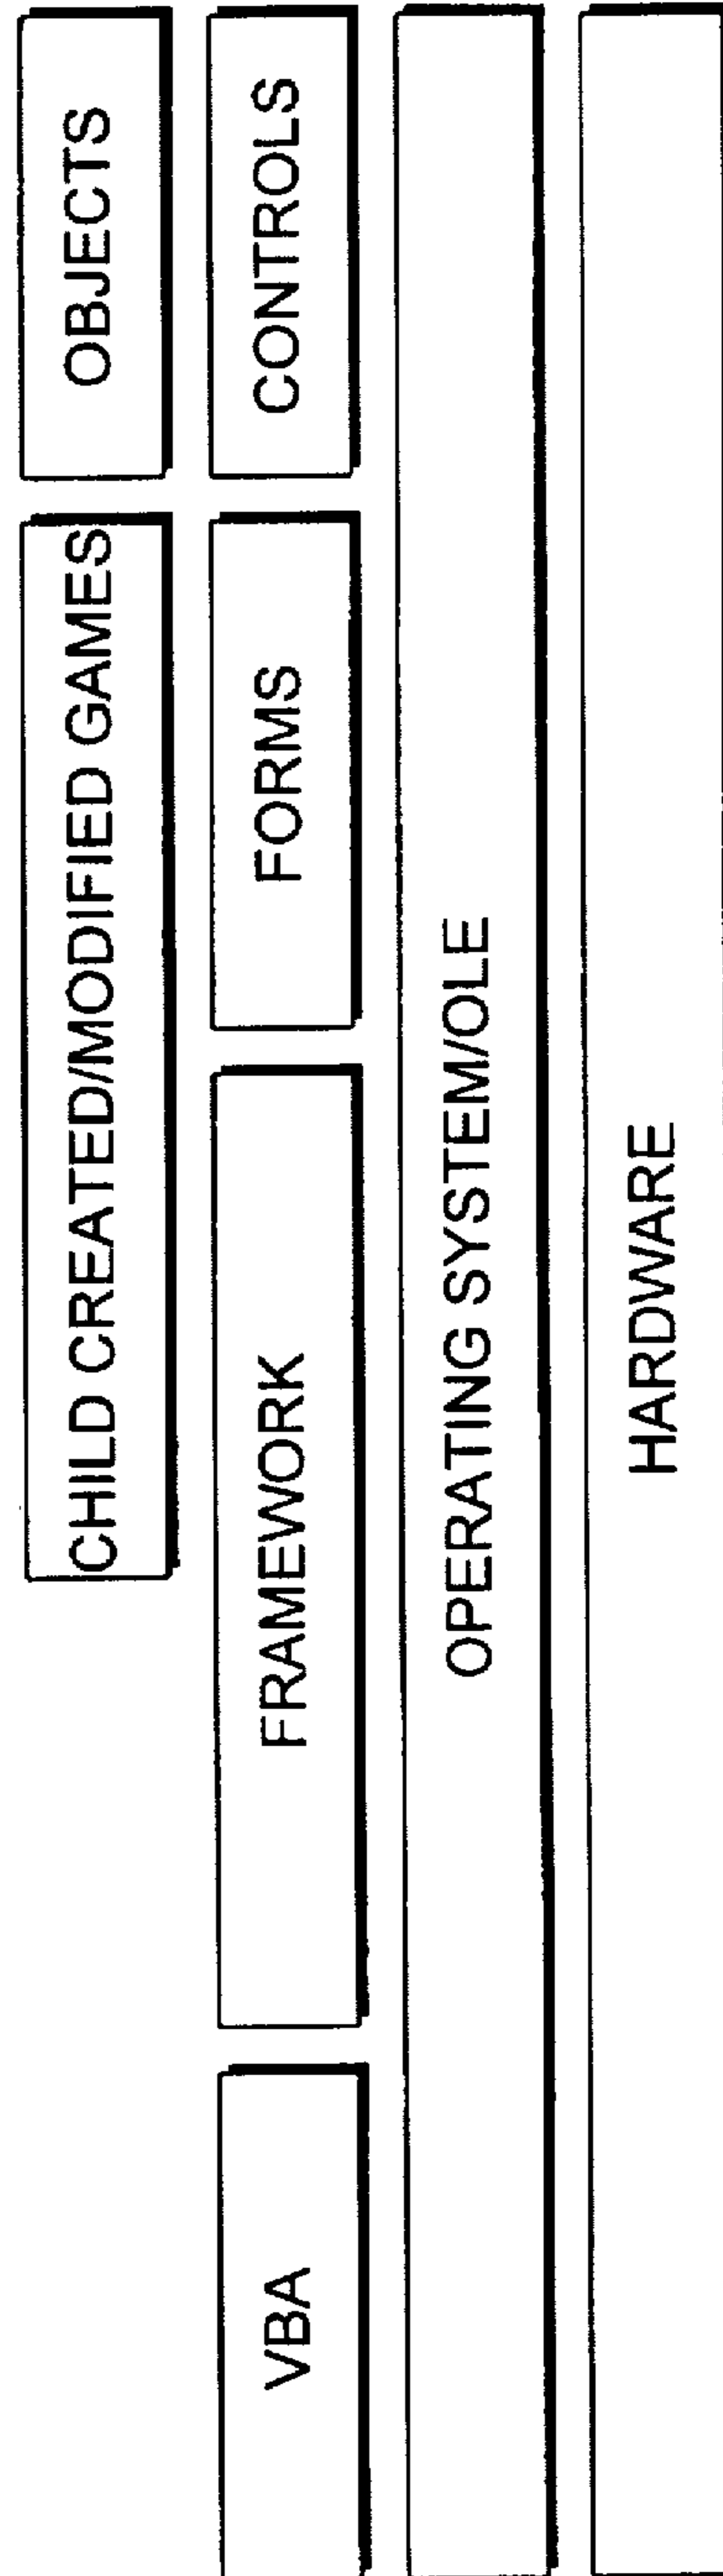 CHILD CREATED/MODIFIED GAMES
OBJECTS
VBA
FRAMEWORK
FORMS
CONTROLS
OPERATING SYSTEM/OLE
HARDWARE